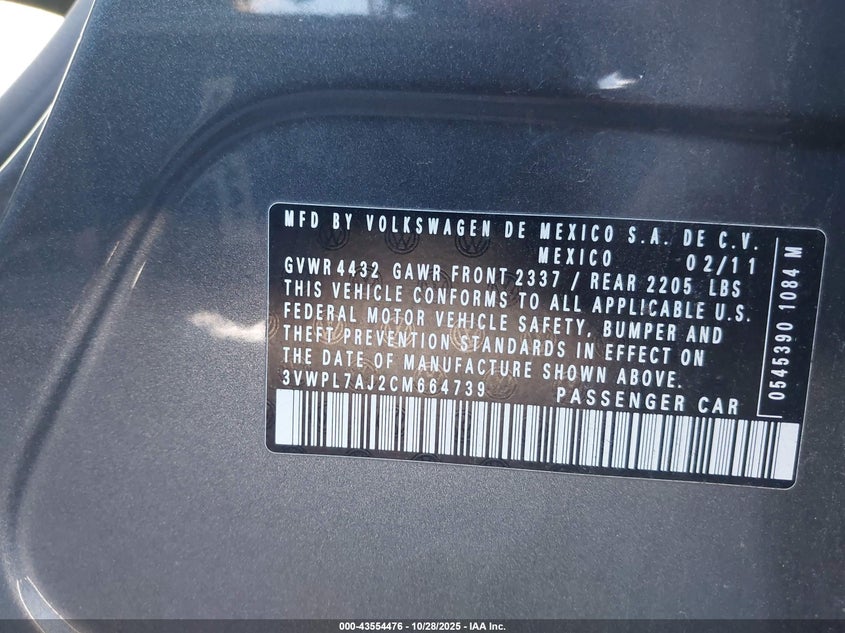 MFD BY VOLKSWAGEN DE MEXICO S.A. DE C.V.
MEXICO 02/11
GVWR 4432 GAWR FRONT 2337 / REAR 2205 LBS
THIS VEHICLE CONFORMS TO ALL APPLICABLE U.S.
FEDERAL MOTOR VEHICLE SAFETY, BUMPER AND
THEFT PREVENTION STANDARDS IN EFFECT ON
THE DATE OF MANUFACTURE SHOWN ABOVE.
3VWPL7AJ2CM664739 PASSENGER CAR
0545390 1084 M
000-43554476 | 10/28/2025 - IAA Inc.